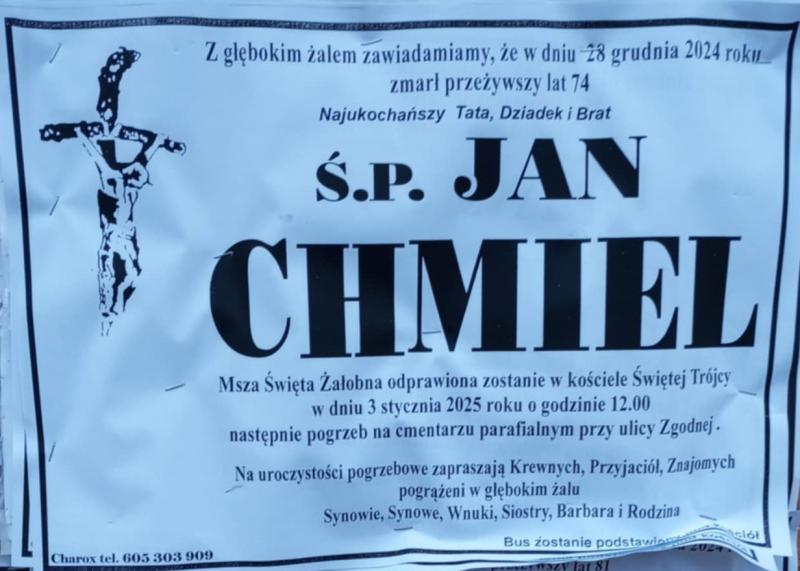 Z głębokim żalem zawiadamiamy, że w dniu 28 grudnia 2024 roku
zmarł przeżywszy lat 74
Najukochańszy Tata, Dziadek i Brat
Ś.P. JAN
CHMIEL
Msza Święta Żałobna odprawiona zostanie w kościele Świętej Trójcy
w dniu 3 stycznia 2025 roku o godzinie 12.00
następnie pogrzeb na cmentarzu parafialnym przy ulicy Zgodnej.
Na uroczystości pogrzebowe zapraszają Krewnych, Przyjaciół, Znajomych
pogrążeni w głębokim żalu
Synowie, Synowe, Wnuki, Siostry, Barbara i Rodzina
Bus zostanie
Charox tel. 605 303 909
2024
lat 81